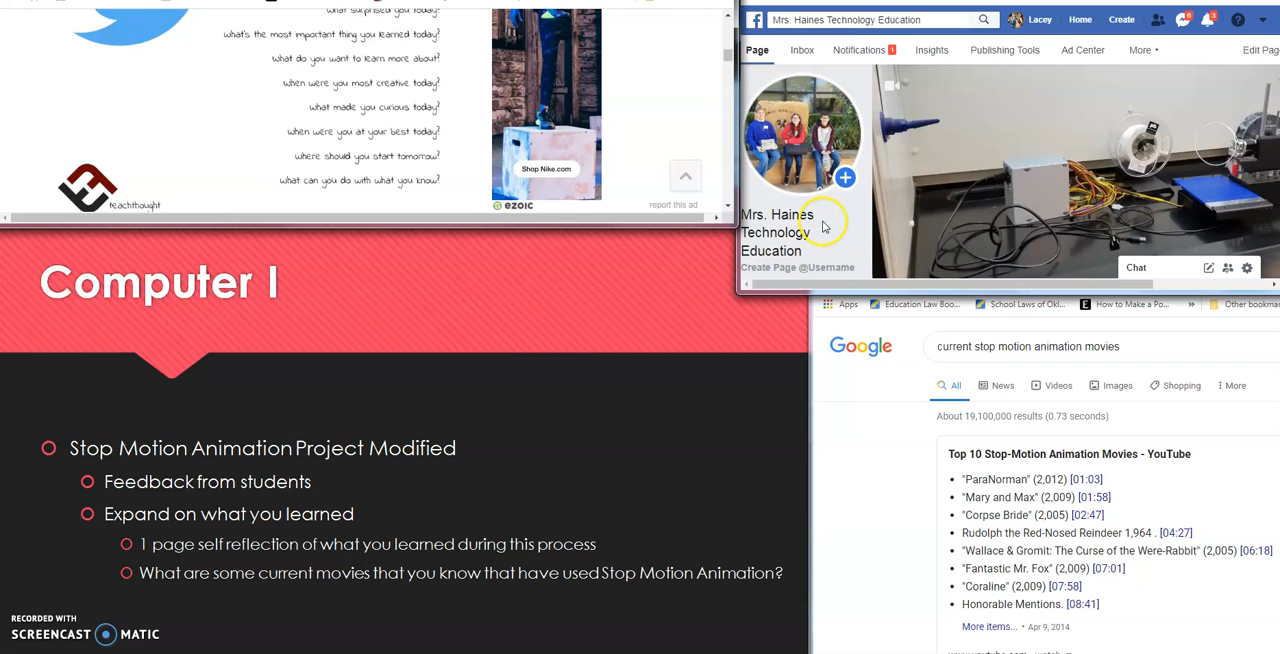 What surprised you today?
What's the most important thing you learned today?
What do you want to learn more about?
When were you most creative today?
What made you curious today?
When were you at your best today?
Where should you start tomorrow?
What can you do with what you know?
teachthought
Shop Nike.com
ezoic
report this ad
Mrs. Haines Technology Education
Lacey
Home
Create
8
3
Page
Inbox
Notifications 1
Insights
Publishing Tools
Ad Center
More
Edit Pag
Mrs. Haines
Technology
Education
Create Page @Username
Chat
Computer I
Stop Motion Animation Project Modified
Feedback from students
Expand on what you learned
1 page self reflection of what you learned during this process
What are some current movies that you know that have used Stop Motion Animation?
RECORDED WITH
SCREENCAST MATIC
Apps
Education Law Boo...
School Laws of Okl...
How to Make a Po...
»
Other bookma
Google
current stop motion animation movies
All
News
Videos
Images
Shopping
More
About 19,100,000 results (0.73 seconds)
Top 10 Stop-Motion Animation Movies - YouTube
"ParaNorman" (2,012) [01:03]
"Mary and Max" (2,009) [01:58]
"Corpse Bride" (2,005) [02:47]
Rudolph the Red-Nosed Reindeer 1,964 . [04:27]
"Wallace & Gromit: The Curse of the Were-Rabbit" (2,005) [06:18]
"Fantastic Mr. Fox" (2,009) [07:01]
"Coraline" (2,009) [07:58]
Honorable Mentions. [08:41]
More items... • Apr 9, 2014